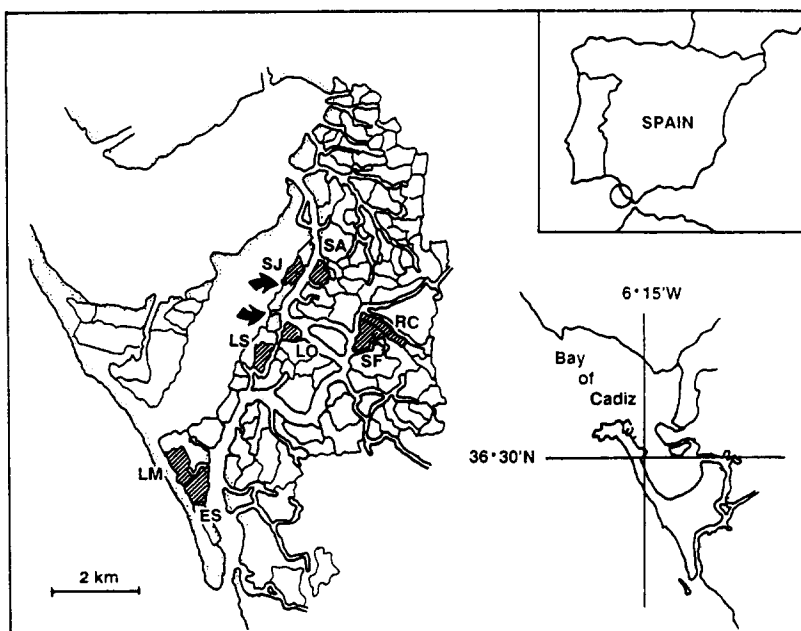 SPAIN
SA
SJ
LS
LO
RC
SF
LM
ES
2 km
6°15'W
Bay
of
Cadiz
36°30'N